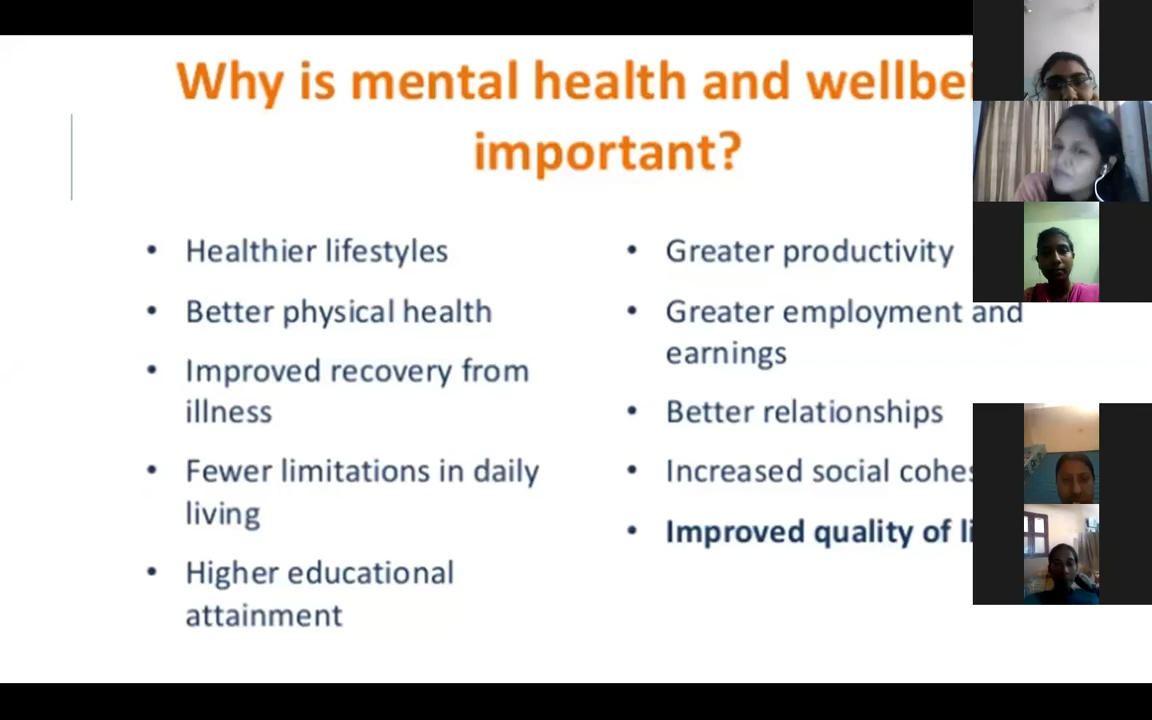 Why is mental health and wellbei
important?
• Healthier lifestyles
• Better physical health
• Improved recovery from
illness
• Fewer limitations in daily
living
• Higher educational
attainment
• Greater productivity
• Greater employment and
earnings
• Better relationships
• Increased social cohes
• Improved quality of li